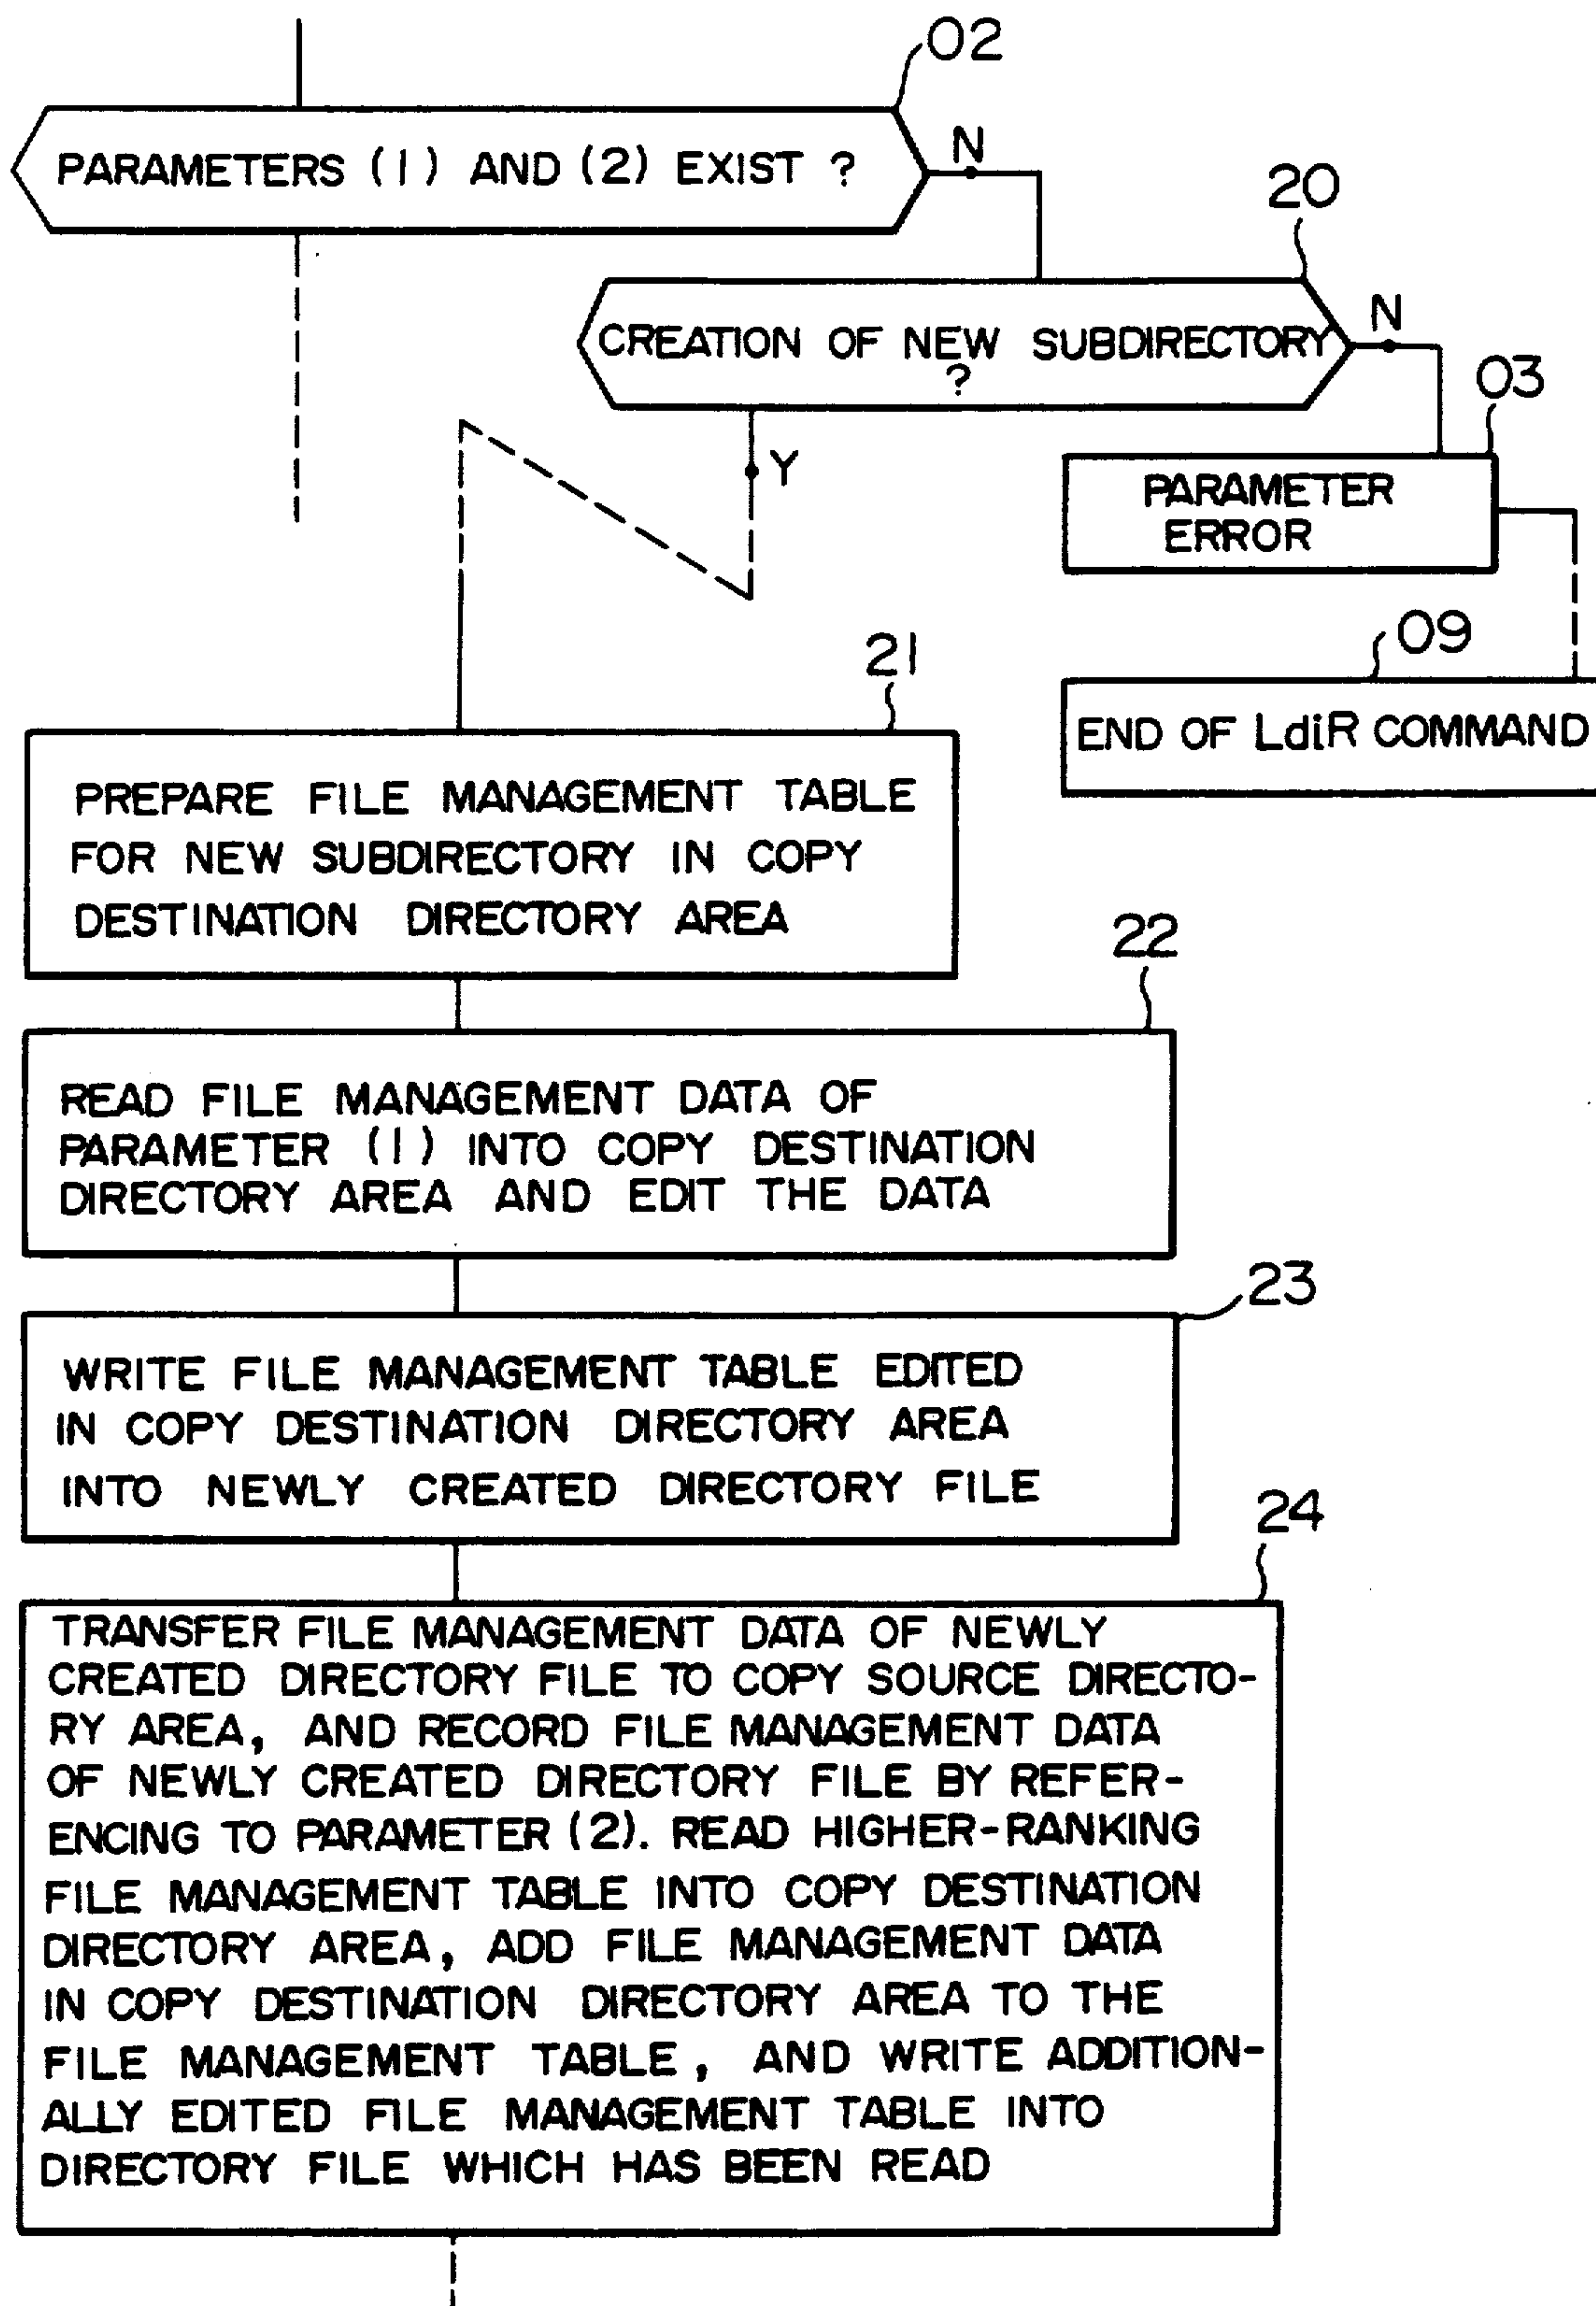 02
PARAMETERS (1) AND (2) EXIST ?
N
20
CREATION OF NEW SUBDIRECTORY
?
N
03
Y
PARAMETER
ERROR
09
END OF LdiR COMMAND
21
PREPARE FILE MANAGEMENT TABLE
FOR NEW SUBDIRECTORY IN COPY
DESTINATION DIRECTORY AREA
22
READ FILE MANAGEMENT DATA OF
PARAMETER (1) INTO COPY DESTINATION
DIRECTORY AREA AND EDIT THE DATA
23
WRITE FILE MANAGEMENT TABLE EDITED
IN COPY DESTINATION DIRECTORY AREA
INTO NEWLY CREATED DIRECTORY FILE
24
TRANSFER FILE MANAGEMENT DATA OF NEWLY
CREATED DIRECTORY FILE TO COPY SOURCE DIRECTO-
RY AREA, AND RECORD FILE MANAGEMENT DATA
OF NEWLY CREATED DIRECTORY FILE BY REFER-
ENCING TO PARAMETER (2). READ HIGHER-RANKING
FILE MANAGEMENT TABLE INTO COPY DESTINATION
DIRECTORY AREA, ADD FILE MANAGEMENT DATA
IN COPY DESTINATION DIRECTORY AREA TO THE
FILE MANAGEMENT TABLE, AND WRITE ADDITION-
ALLY EDITED FILE MANAGEMENT TABLE INTO
DIRECTORY FILE WHICH HAS BEEN READ